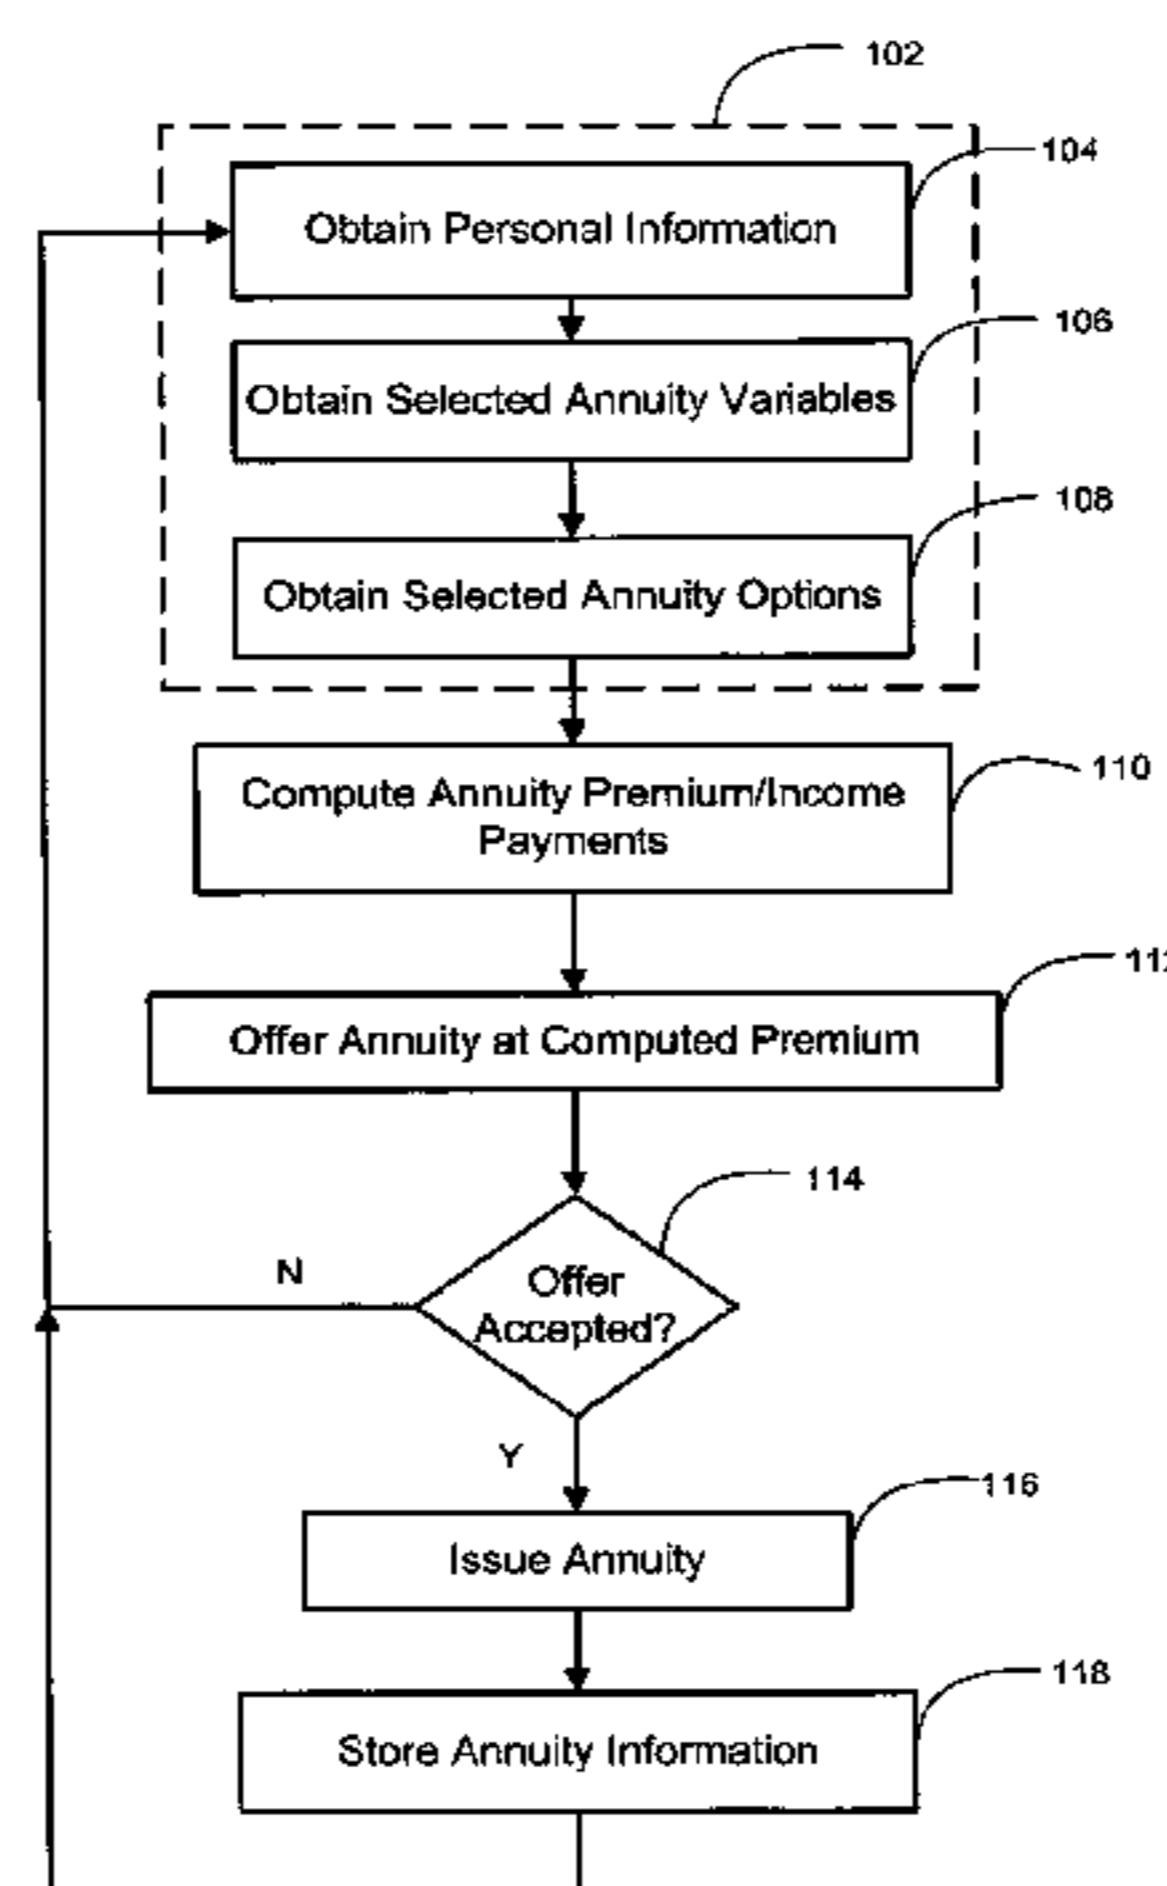 102
104
Obtain Personal Information
106
Obtain Selected Annuity Variables
108
Obtain Selected Annuity Options
110
Compute Annuity Premium/Income
Payments
Offer Annuity at Computed Premium
114
N
Offer
Accepted?
Y
116
Issue Annuity
118
Store Annuity Information